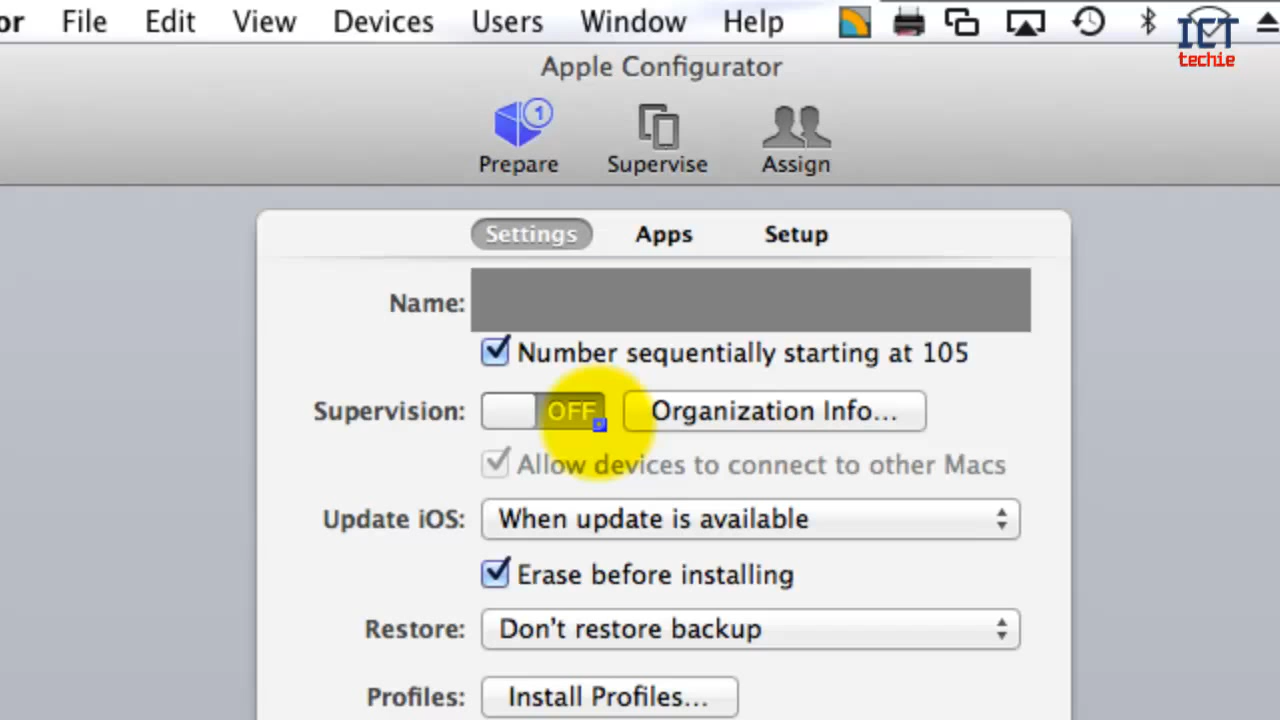 or File Edit View Devices Users Window Help
ICT
techie
Apple Configurator
1
Prepare Supervise Assign
Settings Apps Setup
Name:
Number sequentially starting at 105
Supervision: OFF Organization Info...
Allow devices to connect to other Macs
Update iOS: When update is available
Erase before installing
Restore: Don't restore backup
Profiles: Install Profiles...